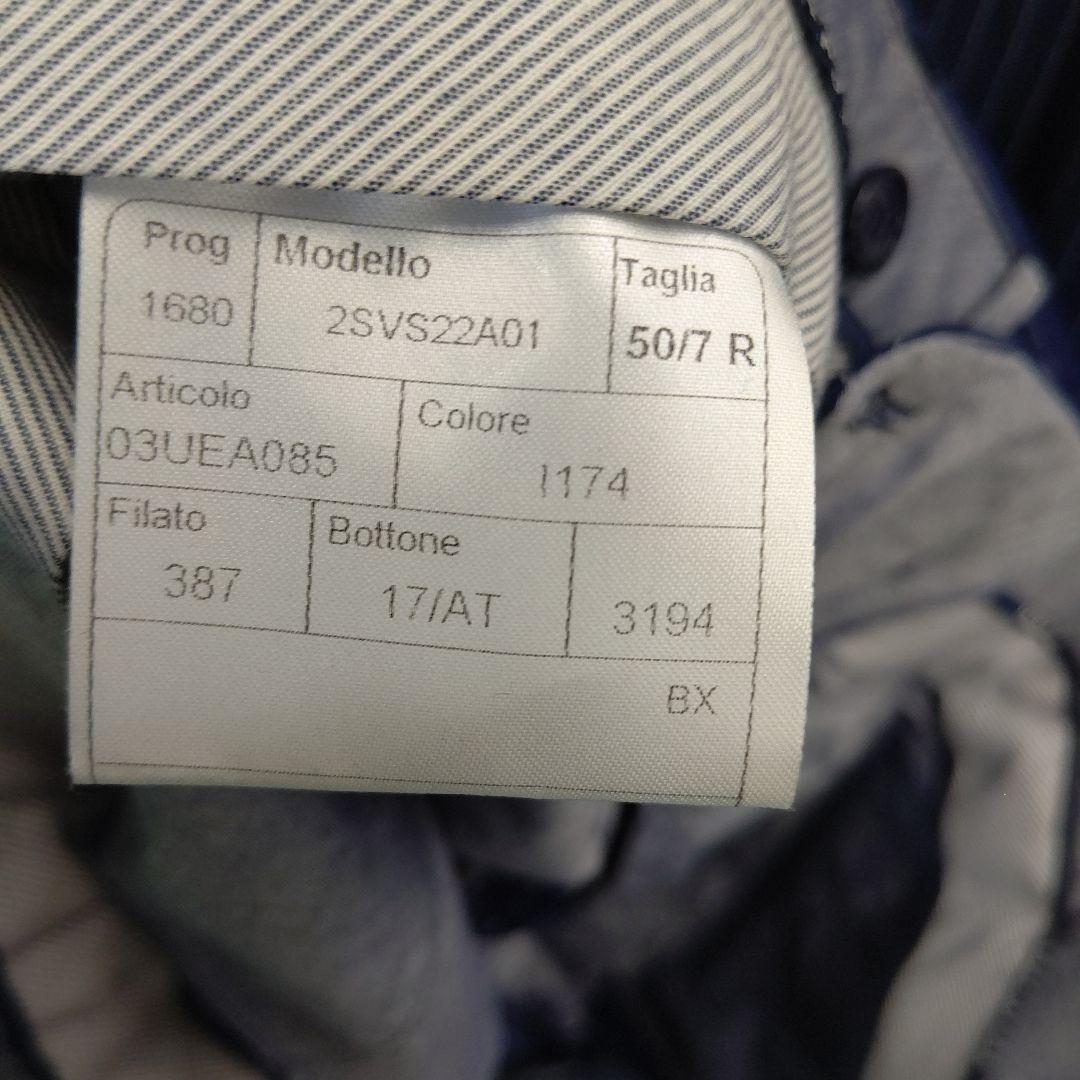 Prog Modello Taglia
1680 2SVS22A01 50/7 R
Articolo Colore
03UEA085 I174
Filato Bottone
387 17/AT 3194
BX